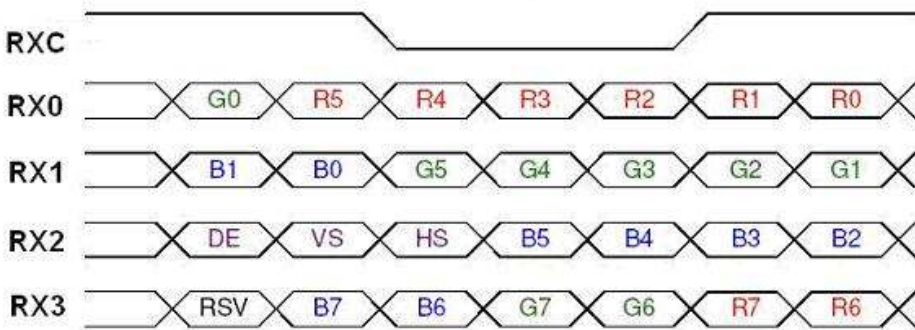 RXC
RX0 G0 R5 R4 R3 R2 R1 R0
RX1 B1 B0 G5 G4 G3 G2 G1
RX2 DE VS HS B5 B4 B3 B2
RX3 RSV B7 B6 G7 G6 R7 R6